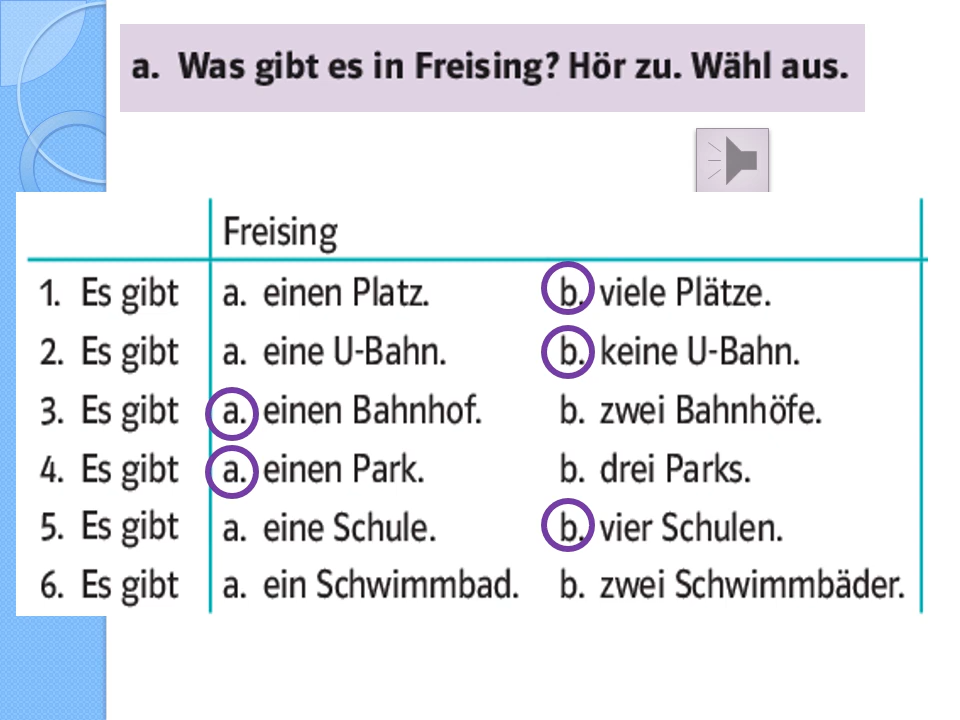 a. Was gibt es in Freising? Hör zu. Wähl aus.
Freising
1. Es gibt a. einen Platz. b. viele Plätze.
2. Es gibt a. eine U-Bahn. b. keine U-Bahn.
3. Es gibt a. einen Bahnhof. b. zwei Bahnhöfe.
4. Es gibt a. einen Park. b. drei Parks.
5. Es gibt a. eine Schule. b. vier Schulen.
6. Es gibt a. ein Schwimmbad. b. zwei Schwimmbäder.